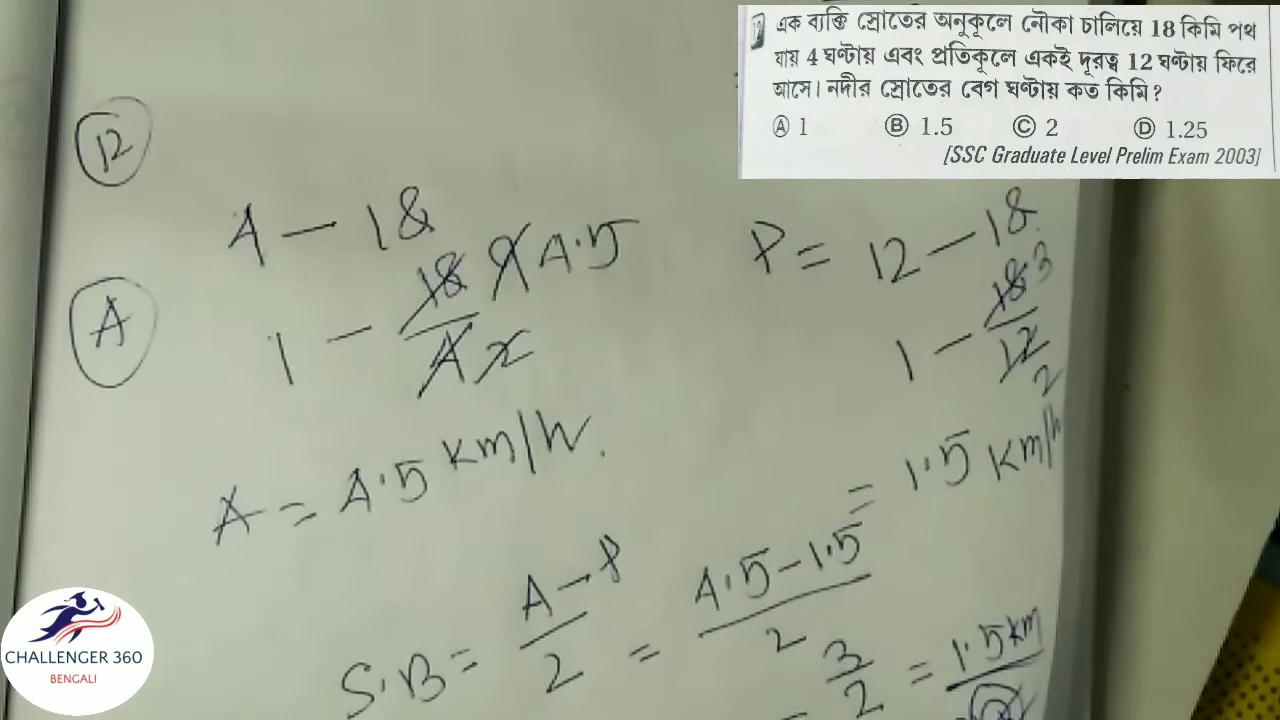 এক ব্যক্তি স্রোতের অনুকূলে নৌকা চালিয়ে 18 কিমি পথ
যায় 4 ঘণ্টায় এবং প্রতিকূলে একই দূরত্ব 12 ঘণ্টায় ফিরে
আসে। নদীর স্রোতের বেগ ঘণ্টায় কত কিমি?
Ⓐ 1 Ⓑ 1.5 Ⓒ 2 Ⓓ 1.25
[SSC Graduate Level Prelim Exam 2003]
12
4 — 18
P = 12 — 18
A
1 — 18/4 9 4.5 2
1 — 18/12 3 2
A = 4.5 km/h.
= 1.5 km/h
S.B = A-P/2 = 4.5-1.5/2
3/2 = 1.5 km
CHALLENGER 360
BENGALI